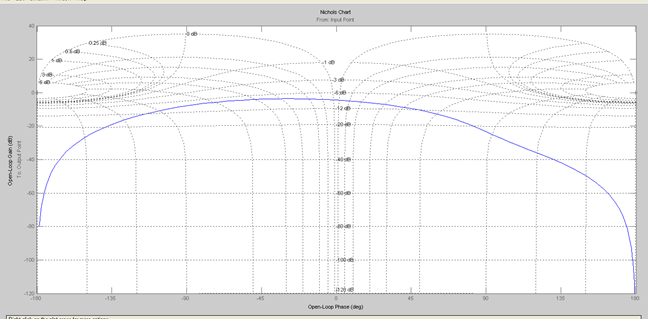 Nichols Chart
From: Input Point
40
20
0
-20
-40
-60
-80
-100
-120
0 dB
0.25 dB
0.5 dB
1 dB
3 dB
6 dB
-1 dB
-3 dB
-6 dB
-12 dB
-20 dB
-40 dB
-60 dB
-80 dB
-100 dB
-120 dB
Open-Loop Gain (dB)
To: Output Point
-180
-135
-90
-45
0
45
90
135
180
Open-Loop Phase (deg)